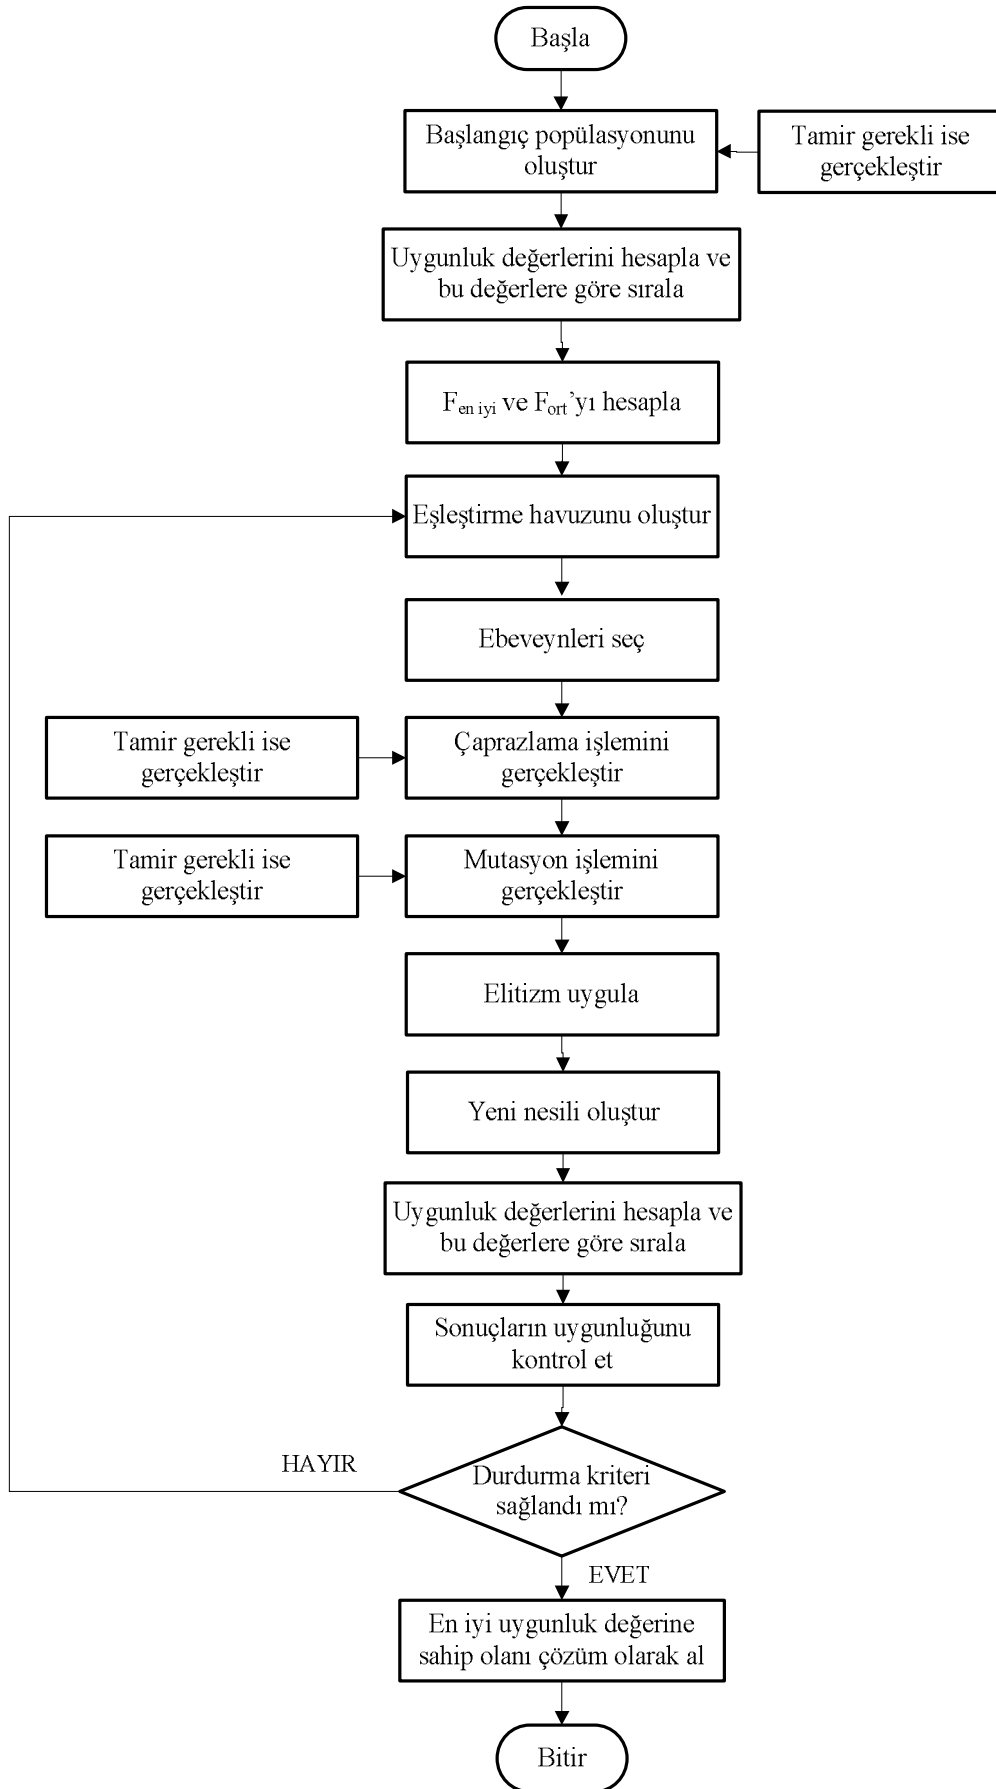 Başla
Başlangıç popülasyonunu
oluştur
Tamir gerekli ise
gerçekleştir
Uygunluk değerlerini hesapla ve
bu değerlere göre sırala
Fen iyi ve Fort'yı hesapla
Eşleştirme havuzunu oluştur
Ebeveynleri seç
Tamir gerekli ise
gerçekleştir
Çaprazlama işlemini
gerçekleştir
Tamir gerekli ise
gerçekleştir
Mutasyon işlemini
gerçekleştir
Elitizm uygula
Yeni nesili oluştur
Uygunluk değerlerini hesapla ve
bu değerlere göre sırala
Sonuçların uygunluğunu
kontrol et
HAYIR
Durdurma kriteri
sağlandı mı?
EVET
En iyi uygunluk değerine
sahip olanı çözüm olarak al
Bitir